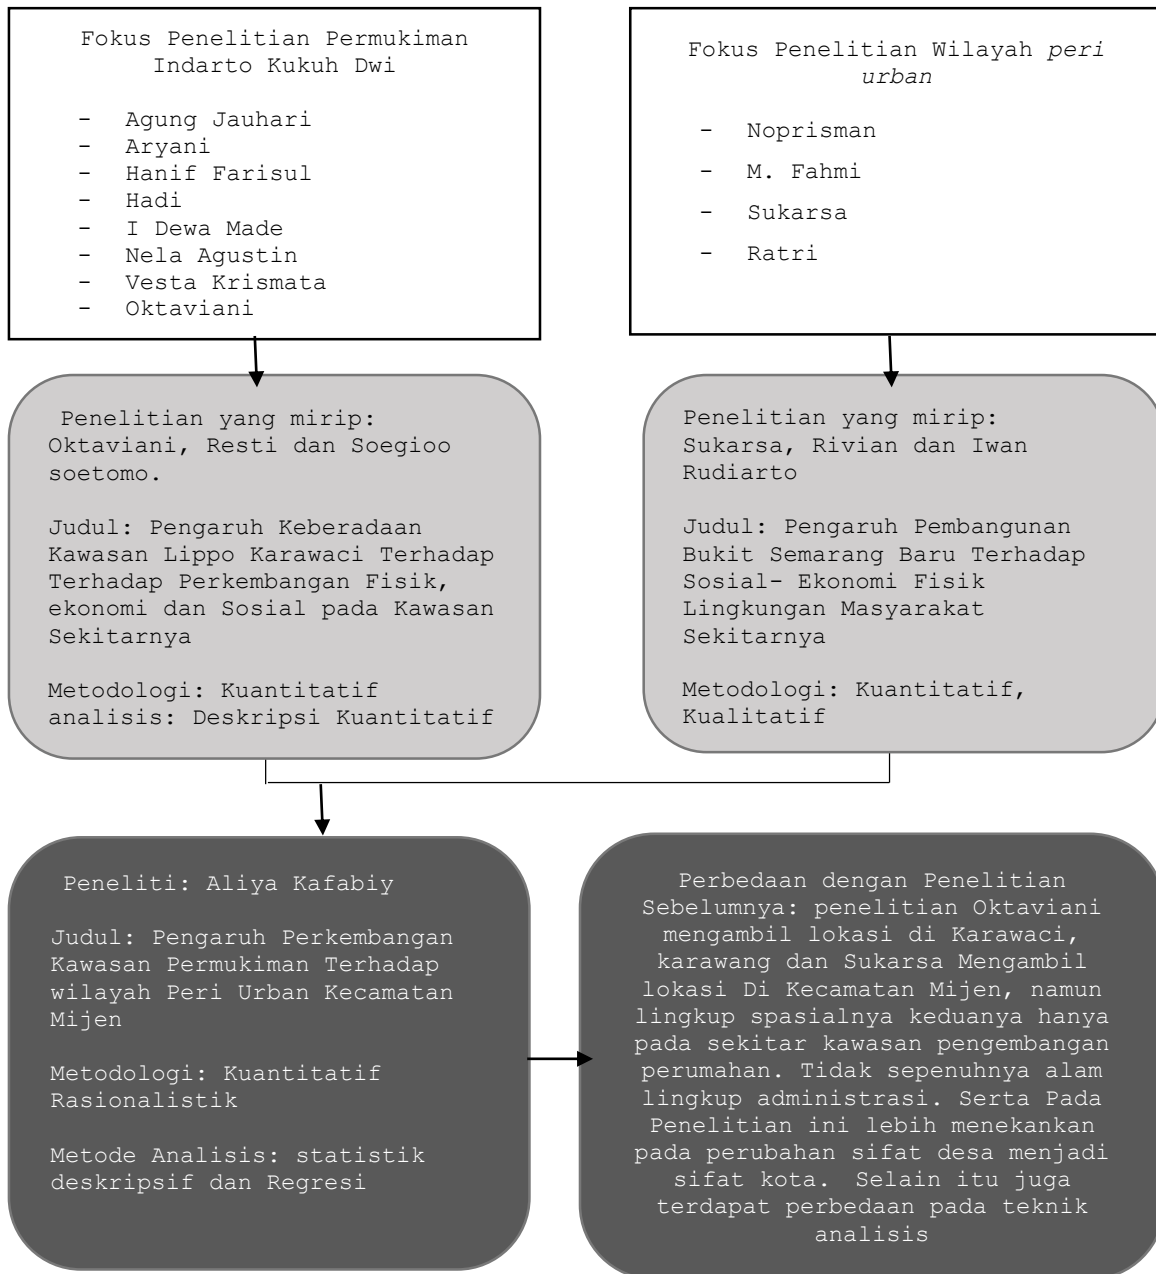 Fokus Penelitian Permukiman
Indarto Kukuh Dwi
- Agung Jauhari
- Aryani
- Hanif Farisul
- Hadi
- I Dewa Made
- Nela Agustin
- Vesta Krismata
- Oktaviani
Fokus Penelitian Wilayah peri
urban
- Noprisman
- M. Fahmi
- Sukarsa
- Ratri
Penelitian yang mirip:
Oktaviani, Resti dan Soegioo
soetomo.
Judul: Pengaruh Keberadaan
Kawasan Lippo Karawaci Terhadap
Terhadap Perkembangan Fisik,
ekonomi dan Sosial pada Kawasan
Sekitarnya
Metodologi: Kuantitatif
analisis: Deskripsi Kuantitatif
Penelitian yang mirip:
Sukarsa, Rivian dan Iwan
Rudiarto
Judul: Pengaruh Pembangunan
Bukit Semarang Baru Terhadap
Sosial- Ekonomi Fisik
Lingkungan Masyarakat
Sekitarnya
Metodologi: Kuantitatif,
Kualitatif
Peneliti: Aliya Kafabiy
Judul: Pengaruh Perkembangan
Kawasan Permukiman Terhadap
wilayah Peri Urban Kecamatan
Mijen
Metodologi: Kuantitatif
Rasionalistik
Metode Analisis: statistik
deskripsif dan Regresi
Perbedaan dengan Penelitian
Sebelumnya: penelitian Oktaviani
mengambil lokasi di Karawaci,
karawang dan Sukarsa Mengambil
lokasi Di Kecamatan Mijen, namun
lingkup spasialnya keduanya hanya
pada sekitar kawasan pengembangan
perumahan. Tidak sepenuhnya alam
lingkup administrasi. Serta Pada
Penelitian ini lebih menekankan
pada perubahan sifat desa menjadi
sifat kota. Selain itu juga
terdapat perbedaan pada teknik
analisis